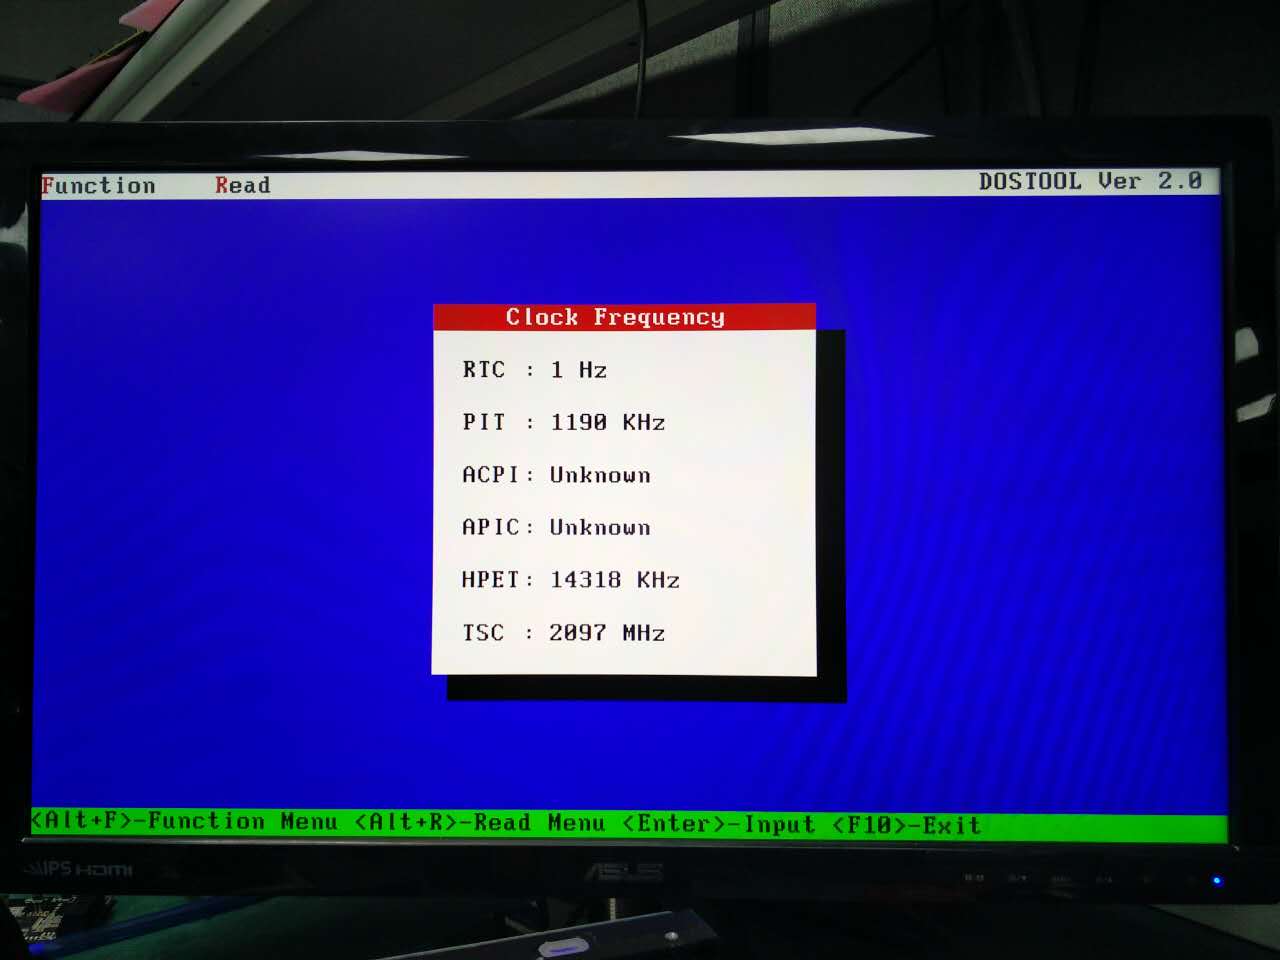 Function Read DOSTOOL Ver 2.0
Clock Frequency
RTC : 1 Hz
PIT : 1190 KHz
ACPI: Unknown
APIC: Unknown
HPET: 14318 KHz
TSC : 2097 MHz
<Alt+F>-Function Menu <Alt+R>-Read Menu <Enter>-Input <F10>-Exit
IPS HDMI ASUS